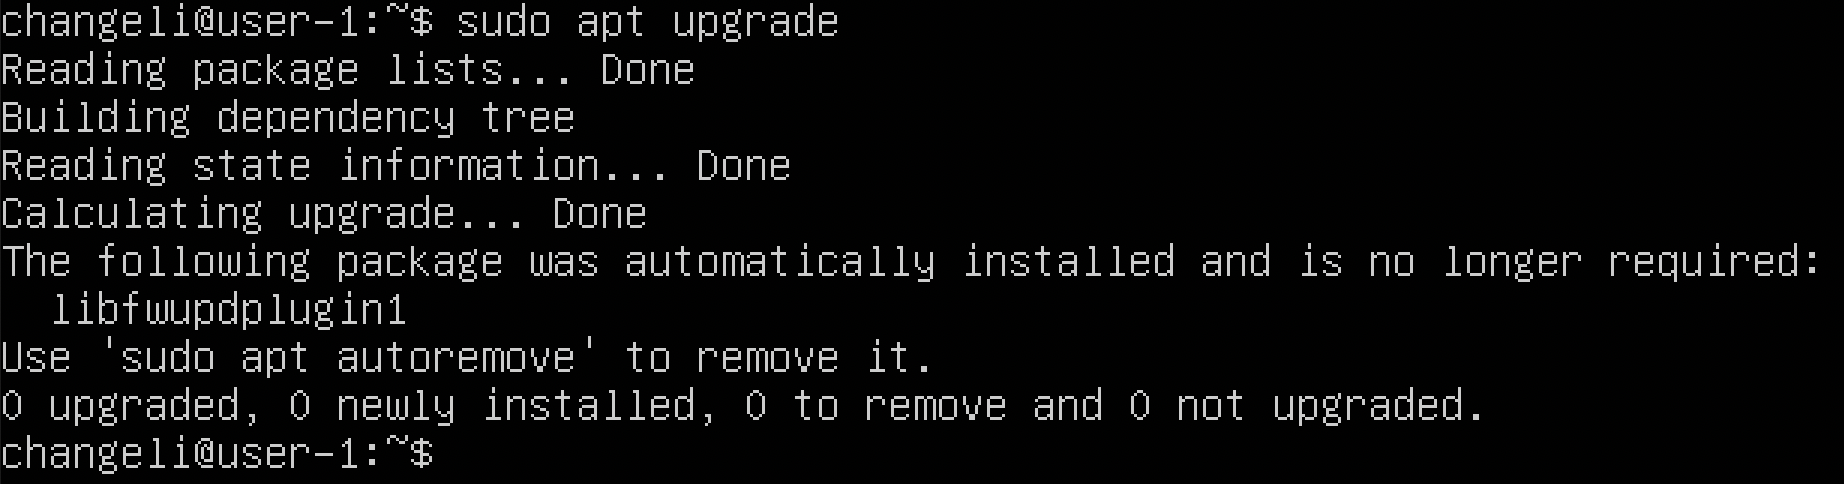 changeli@user-1:~$ sudo apt upgrade
Reading package lists... Done
Building dependency tree
Reading state information... Done
Calculating upgrade... Done
The following package was automatically installed and is no longer required:
  libfwupdplugin1
Use 'sudo apt autoremove' to remove it.
0 upgraded, 0 newly installed, 0 to remove and 0 not upgraded.
changeli@user-1:~$